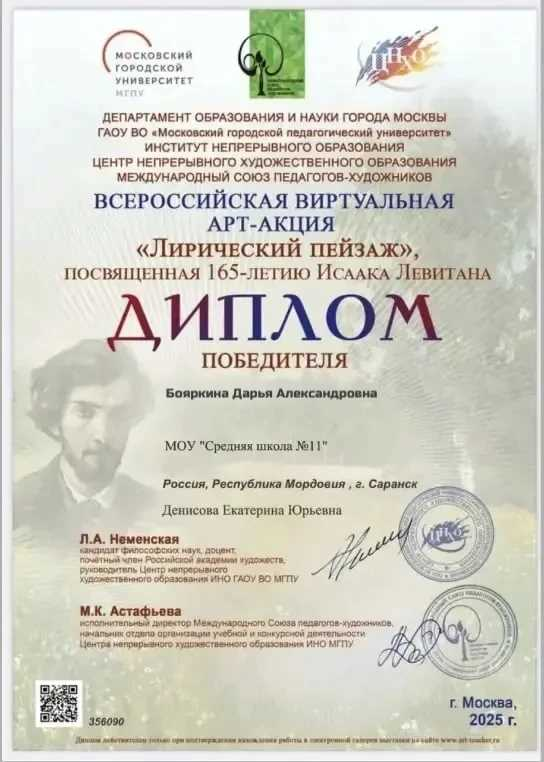 МОСКОВСКИЙ
ГОРОДСКОЙ
УНИВЕРСИТЕТ
МГПУ
ЦНХО
ДЕПАРТАМЕНТ ОБРАЗОВАНИЯ И НАУКИ ГОРОДА МОСКВЫ
ГАОУ ВО «Московский городской педагогический университет»
ИНСТИТУТ НЕПРЕРЫВНОГО ОБРАЗОВАНИЯ
ЦЕНТР НЕПРЕРЫВНОГО ХУДОЖЕСТВЕННОГО ОБРАЗОВАНИЯ
МЕЖДУНАРОДНЫЙ СОЮЗ ПЕДАГОГОВ-ХУДОЖНИКОВ
ВСЕРОССИЙСКАЯ ВИРТУАЛЬНАЯ
АРТ-АКЦИЯ
«ЛИРИЧЕСКИЙ ПЕЙЗАЖ»,
ПОСВЯЩЕННАЯ 165-ЛЕТИЮ ИСААКА ЛЕВИТАНА
ДИПЛОМ
ПОБЕДИТЕЛЯ
Бояркина Дарья Александровна
МОУ "Средняя школа №11"
Россия, Республика Мордовия , г. Саранск
Денисова Екатерина Юрьевна
Л.А. Неменская
кандидат философских наук, доцент,
почётный член Российской академии художеств,
руководитель Центр непрерывного
художественного образования ИНО ГАОУ ВО МГПУ
М.К. Астафьева
исполнительный директор Международного Союза педагогов-художников,
начальник отдела организации учебной и конкурсной деятельности
Центра непрерывного художественного образования ИНО МГПУ
ЦНХО
356090
г. Москва,
2025 г.
Диплом действителен только при подтверждении нахождения работы в электронной галерее выставки на сайте www.art-teacher.ru